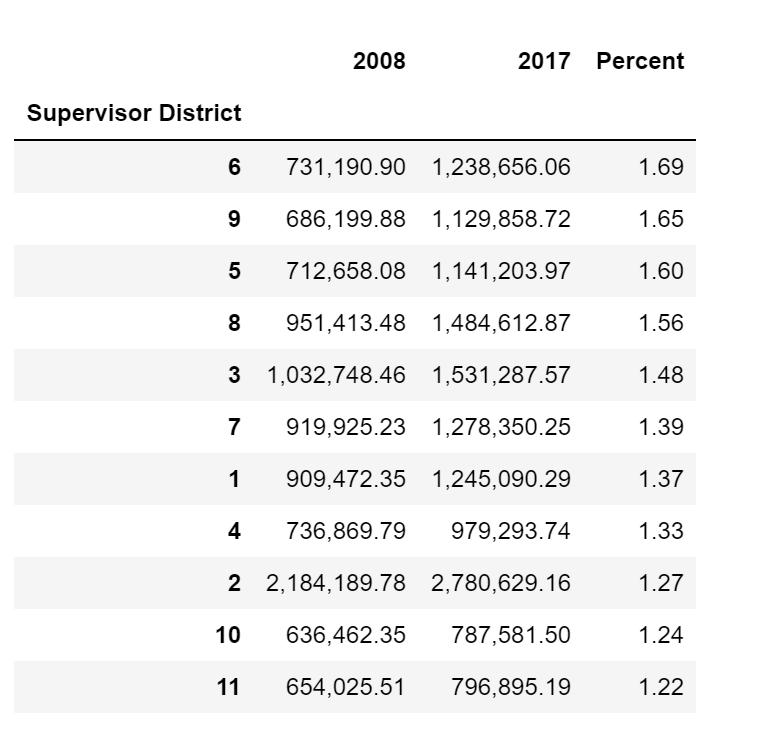 2008 2017 Percent
Supervisor District
6 731,190.90 1,238,656.06 1.69
9 686,199.88 1,129,858.72 1.65
5 712,658.08 1,141,203.97 1.60
8 951,413.48 1,484,612.87 1.56
3 1,032,748.46 1,531,287.57 1.48
7 919,925.23 1,278,350.25 1.39
1 909,472.35 1,245,090.29 1.37
4 736,869.79 979,293.74 1.33
2 2,184,189.78 2,780,629.16 1.27
10 636,462.35 787,581.50 1.24
11 654,025.51 796,895.19 1.22